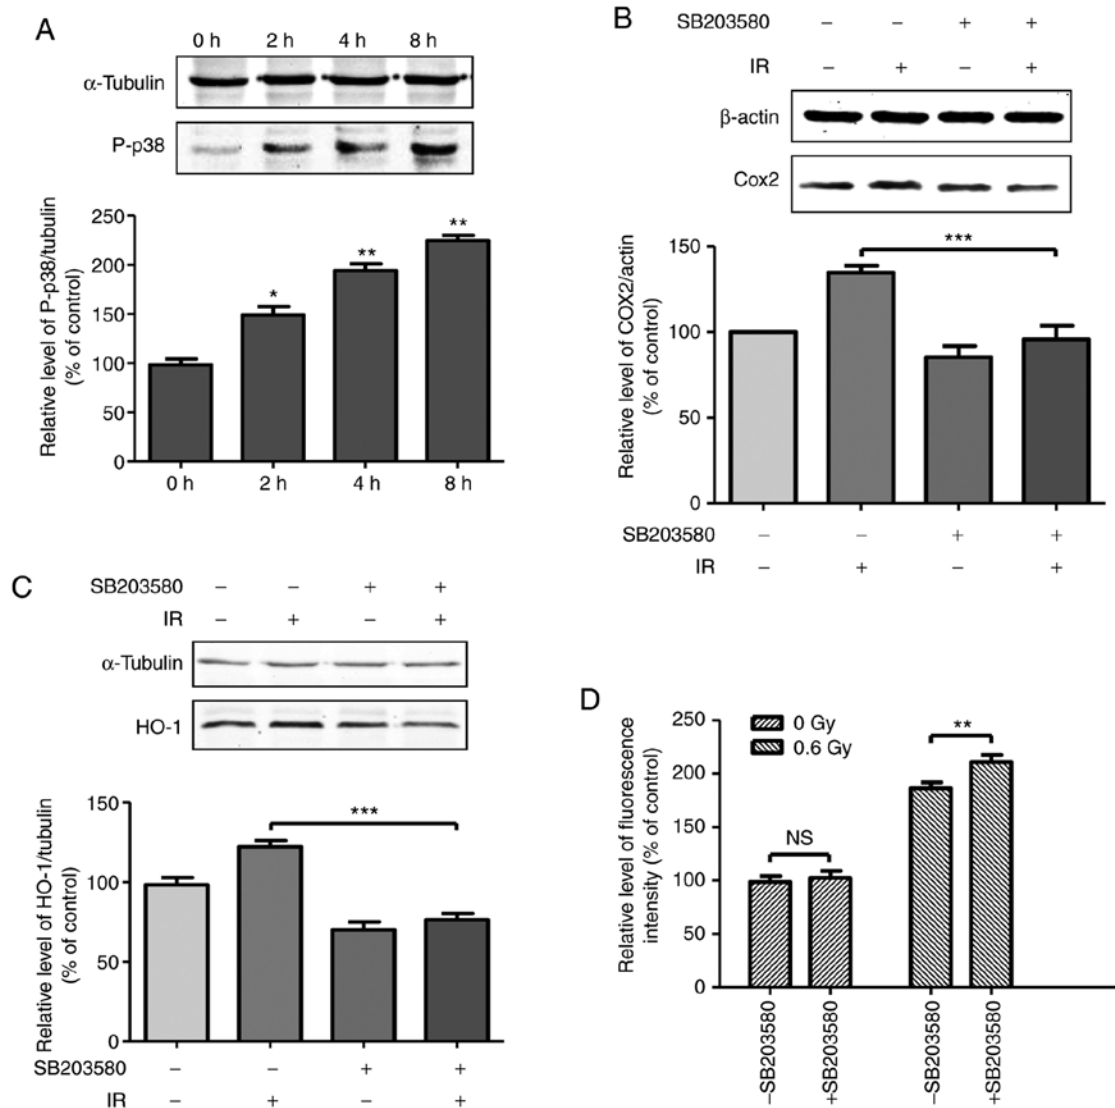 A
0 h 2 h 4 h 8 h
α-Tubulin
P-p38
Relative level of P-p38/tubulin
(% of control)
250
200
150
100
50
0
*
**
**
0 h 2 h 4 h 8 h
B
SB203580 – – + +
IR – + – +
β-actin
Cox2
Relative level of COX2/actin
(% of control)
150
100
50
0
***
SB203580 – – + +
IR – + – +
C
SB203580 – – + +
IR – + – +
α-Tubulin
HO-1
Relative level of HO-1/tubulin
(% of control)
150
100
50
0
***
SB203580 – – + +
IR – + – +
D
Relative level of fluorescence
intensity (% of control)
250
200
150
100
50
0
0 Gy
0.6 Gy
NS
**
–SB203580
+SB203580
–SB203580
+SB203580